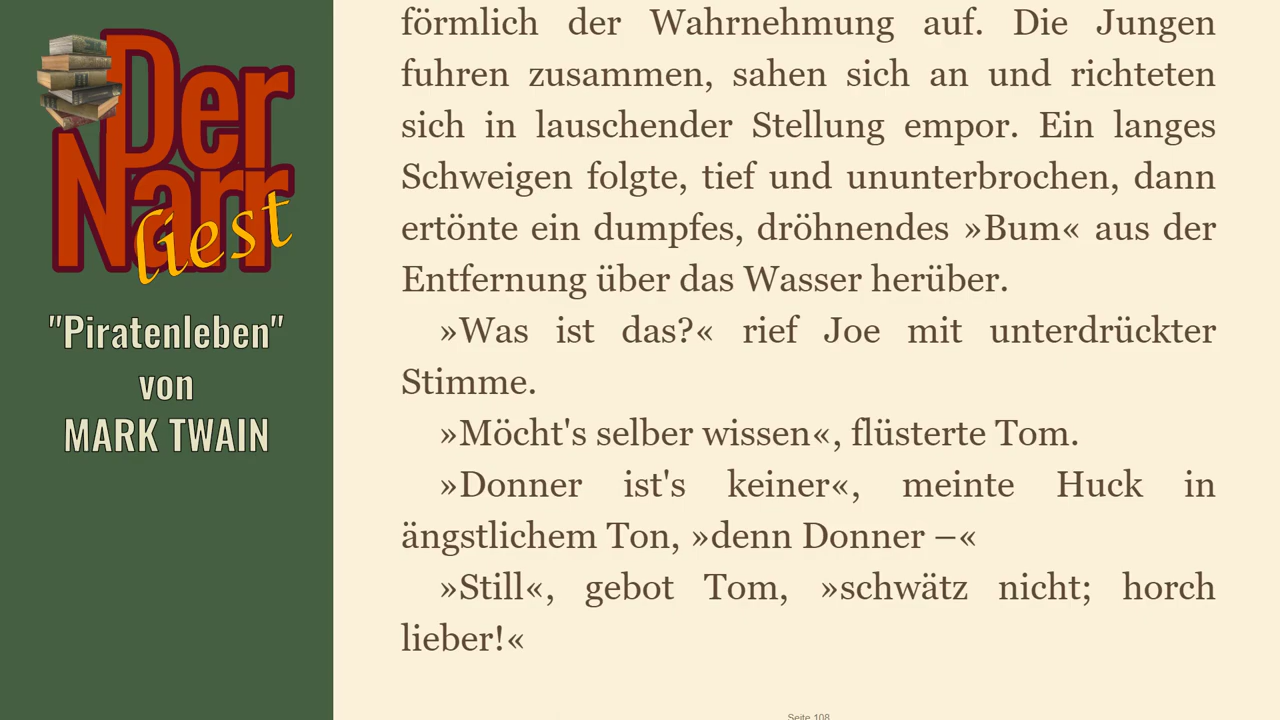 Der
Narr
liest
"Piratenleben"
von
MARK TWAIN
förmlich der Wahrnehmung auf. Die Jungen
fuhren zusammen, sahen sich an und richteten
sich in lauschender Stellung empor. Ein langes
Schweigen folgte, tief und ununterbrochen, dann
ertönte ein dumpfes, dröhnendes »Bum« aus der
Entfernung über das Wasser herüber.
»Was ist das?« rief Joe mit unterdrückter
Stimme.
»Möcht's selber wissen«, flüsterte Tom.
»Donner ist's keiner«, meinte Huck in
ängstlichem Ton, »denn Donner –«
»Still«, gebot Tom, »schwätz nicht; horch
lieber!«
Seite 108